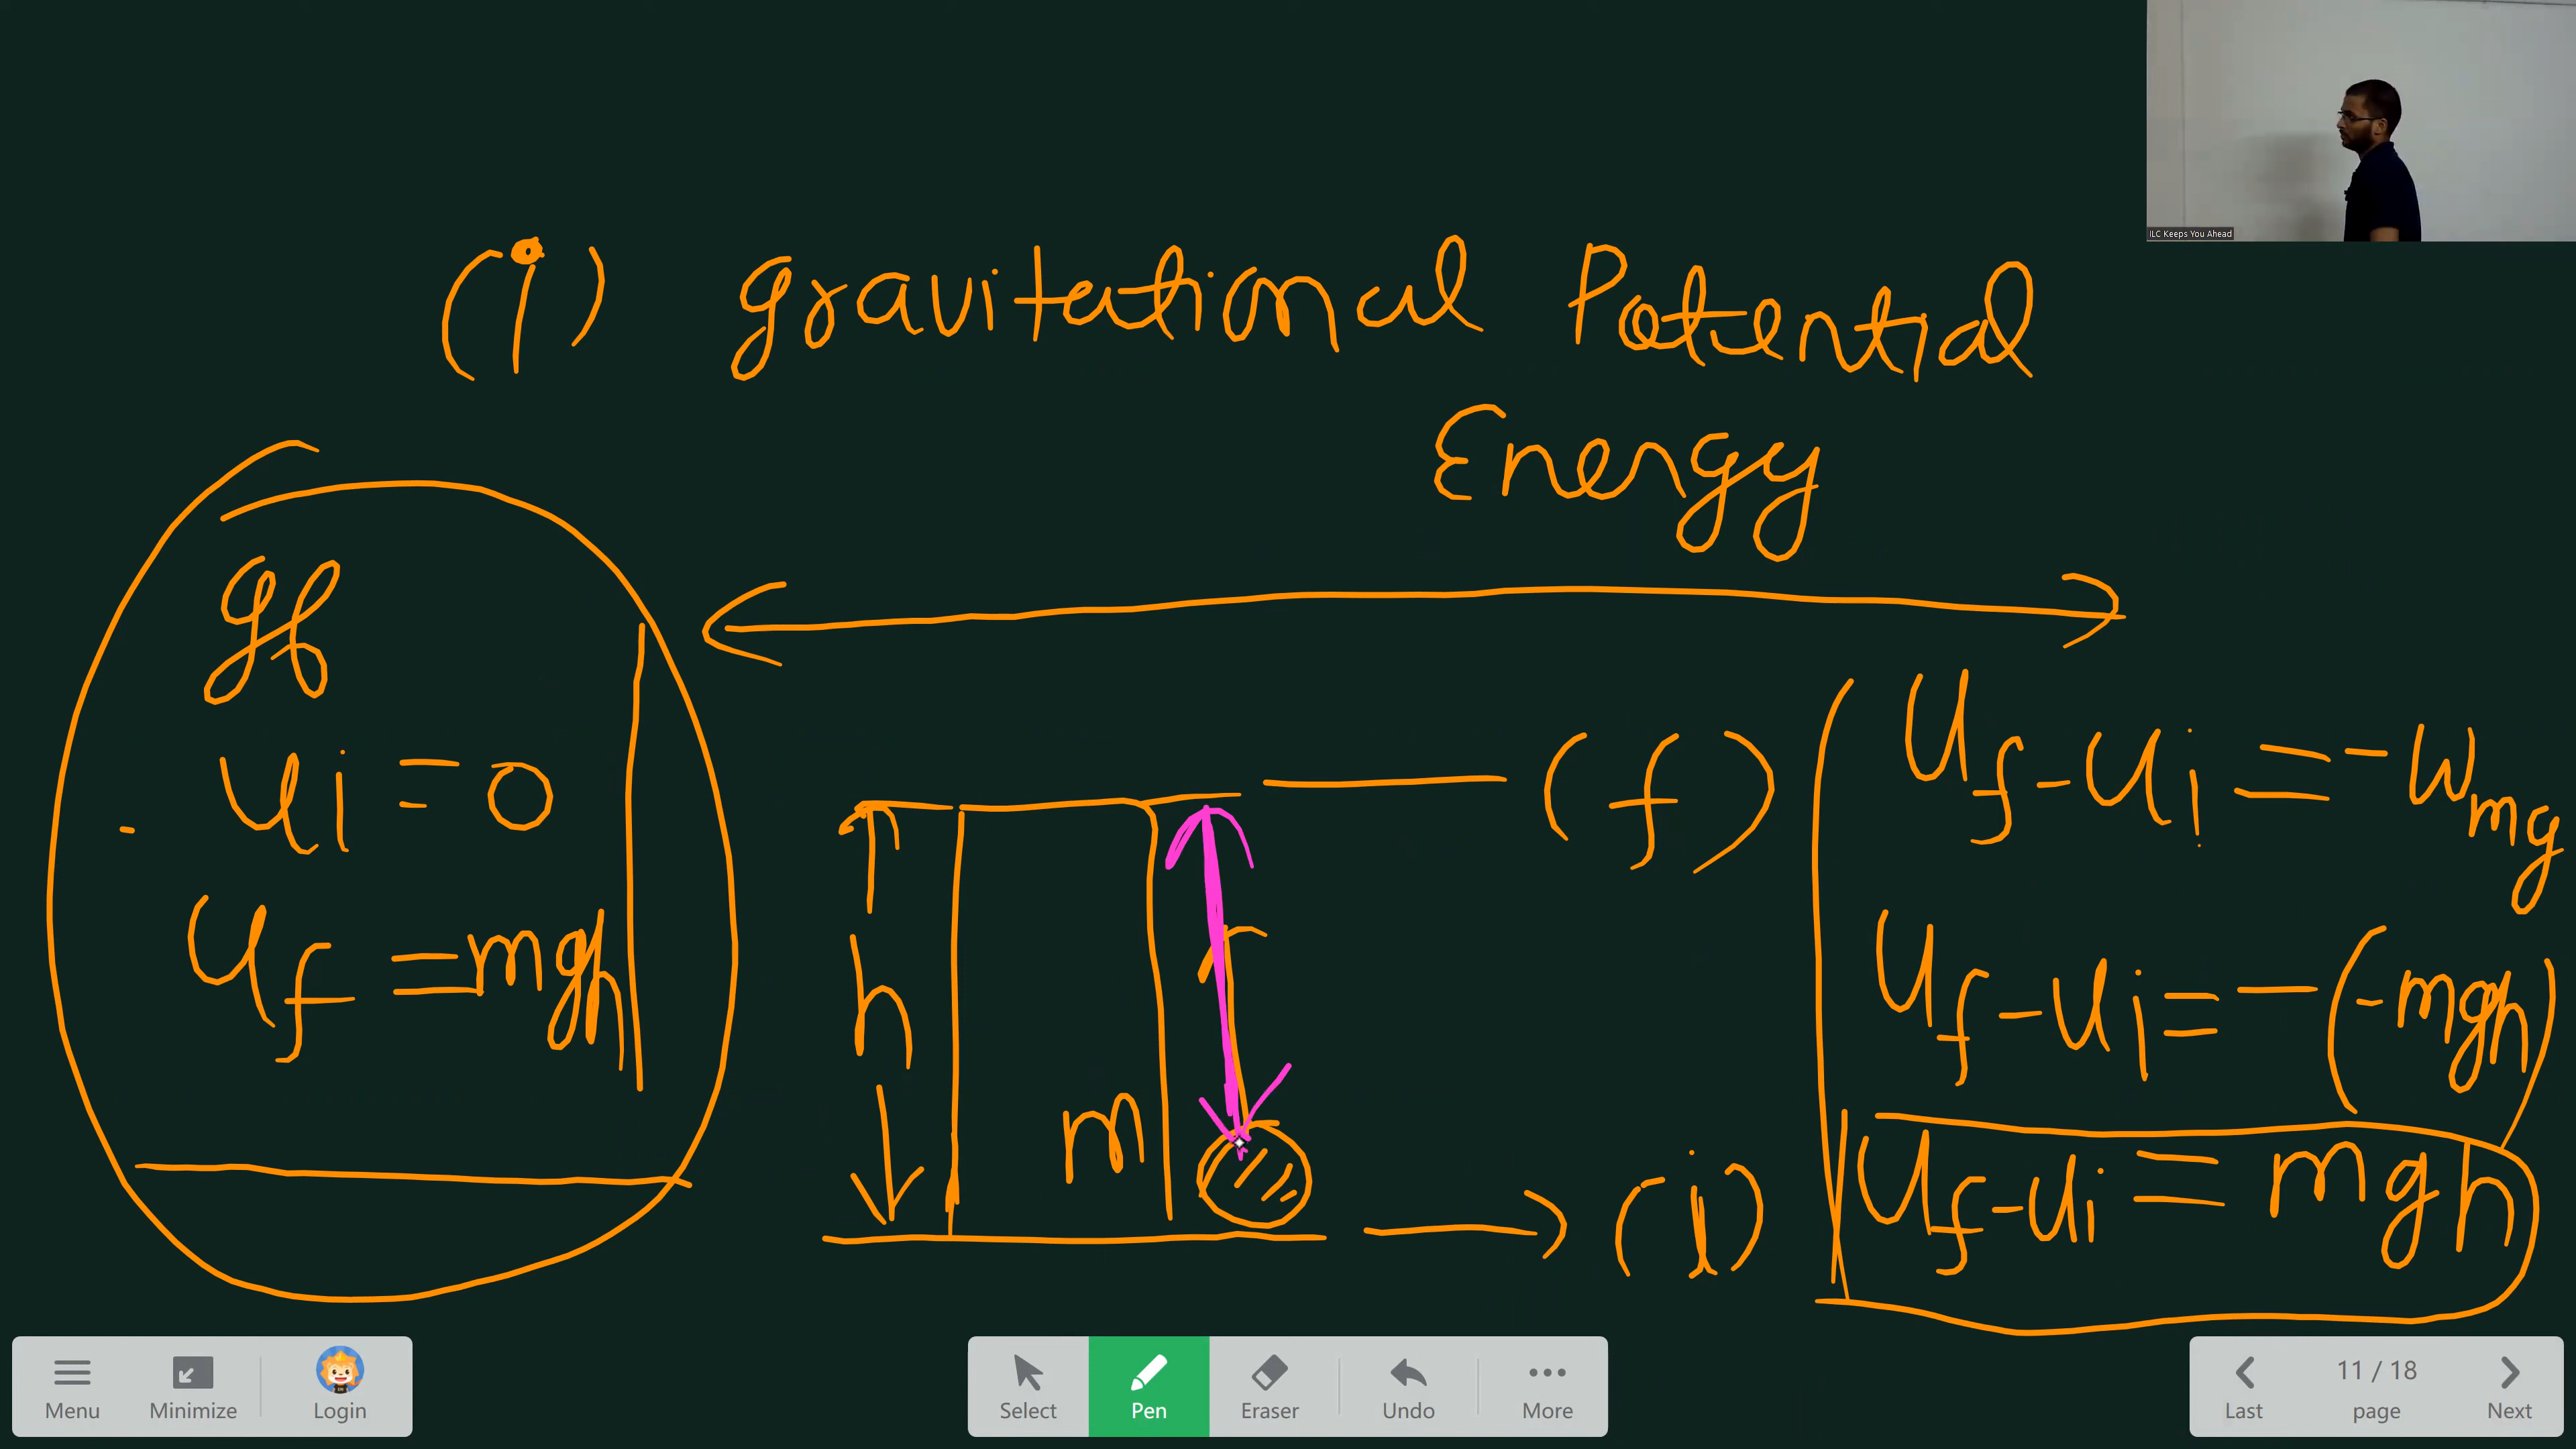 ILC Keeps You Ahead
(i) gravitational Potential
Energy
If
Ui = 0
Uf = mgh
h
m
(f)
(i)
Uf - Ui = - Wmg
Uf - Ui = - (-mgh)
Uf - Ui = mgh
Menu
Minimize
Login
Select
Pen
Eraser
Undo
More
Last
11 / 18
page
Next